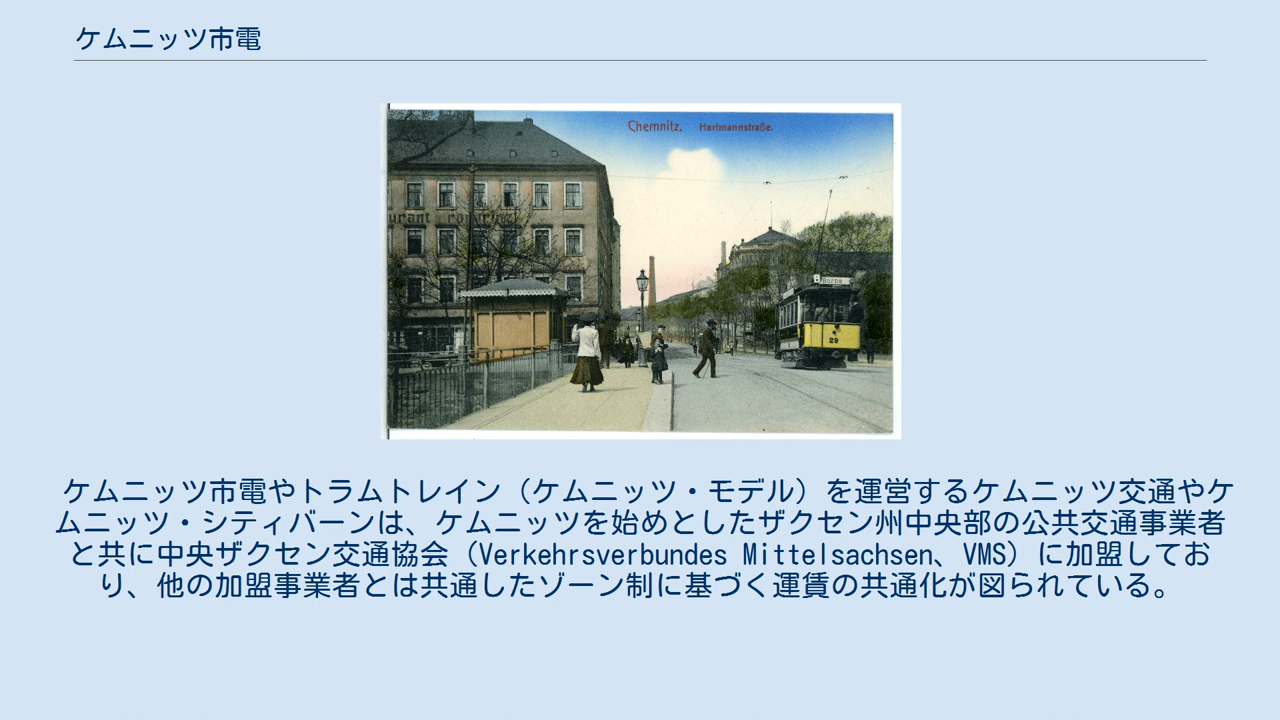 ケムニッツ市電
Chemnitz. Hartmannstraße.
urant
Borna
29
ケムニッツ市電やトラムトレイン（ケムニッツ・モデル）を運営するケムニッツ交通やケ
ムニッツ・シティバーンは、ケムニッツを始めとしたザクセン州中央部の公共交通事業者
と共に中央ザクセン交通協会（Verkehrsverbundes Mittelsachsen、VMS）に加盟してお
り、他の加盟事業者とは共通したゾーン制に基づく運賃の共通化が図られている。